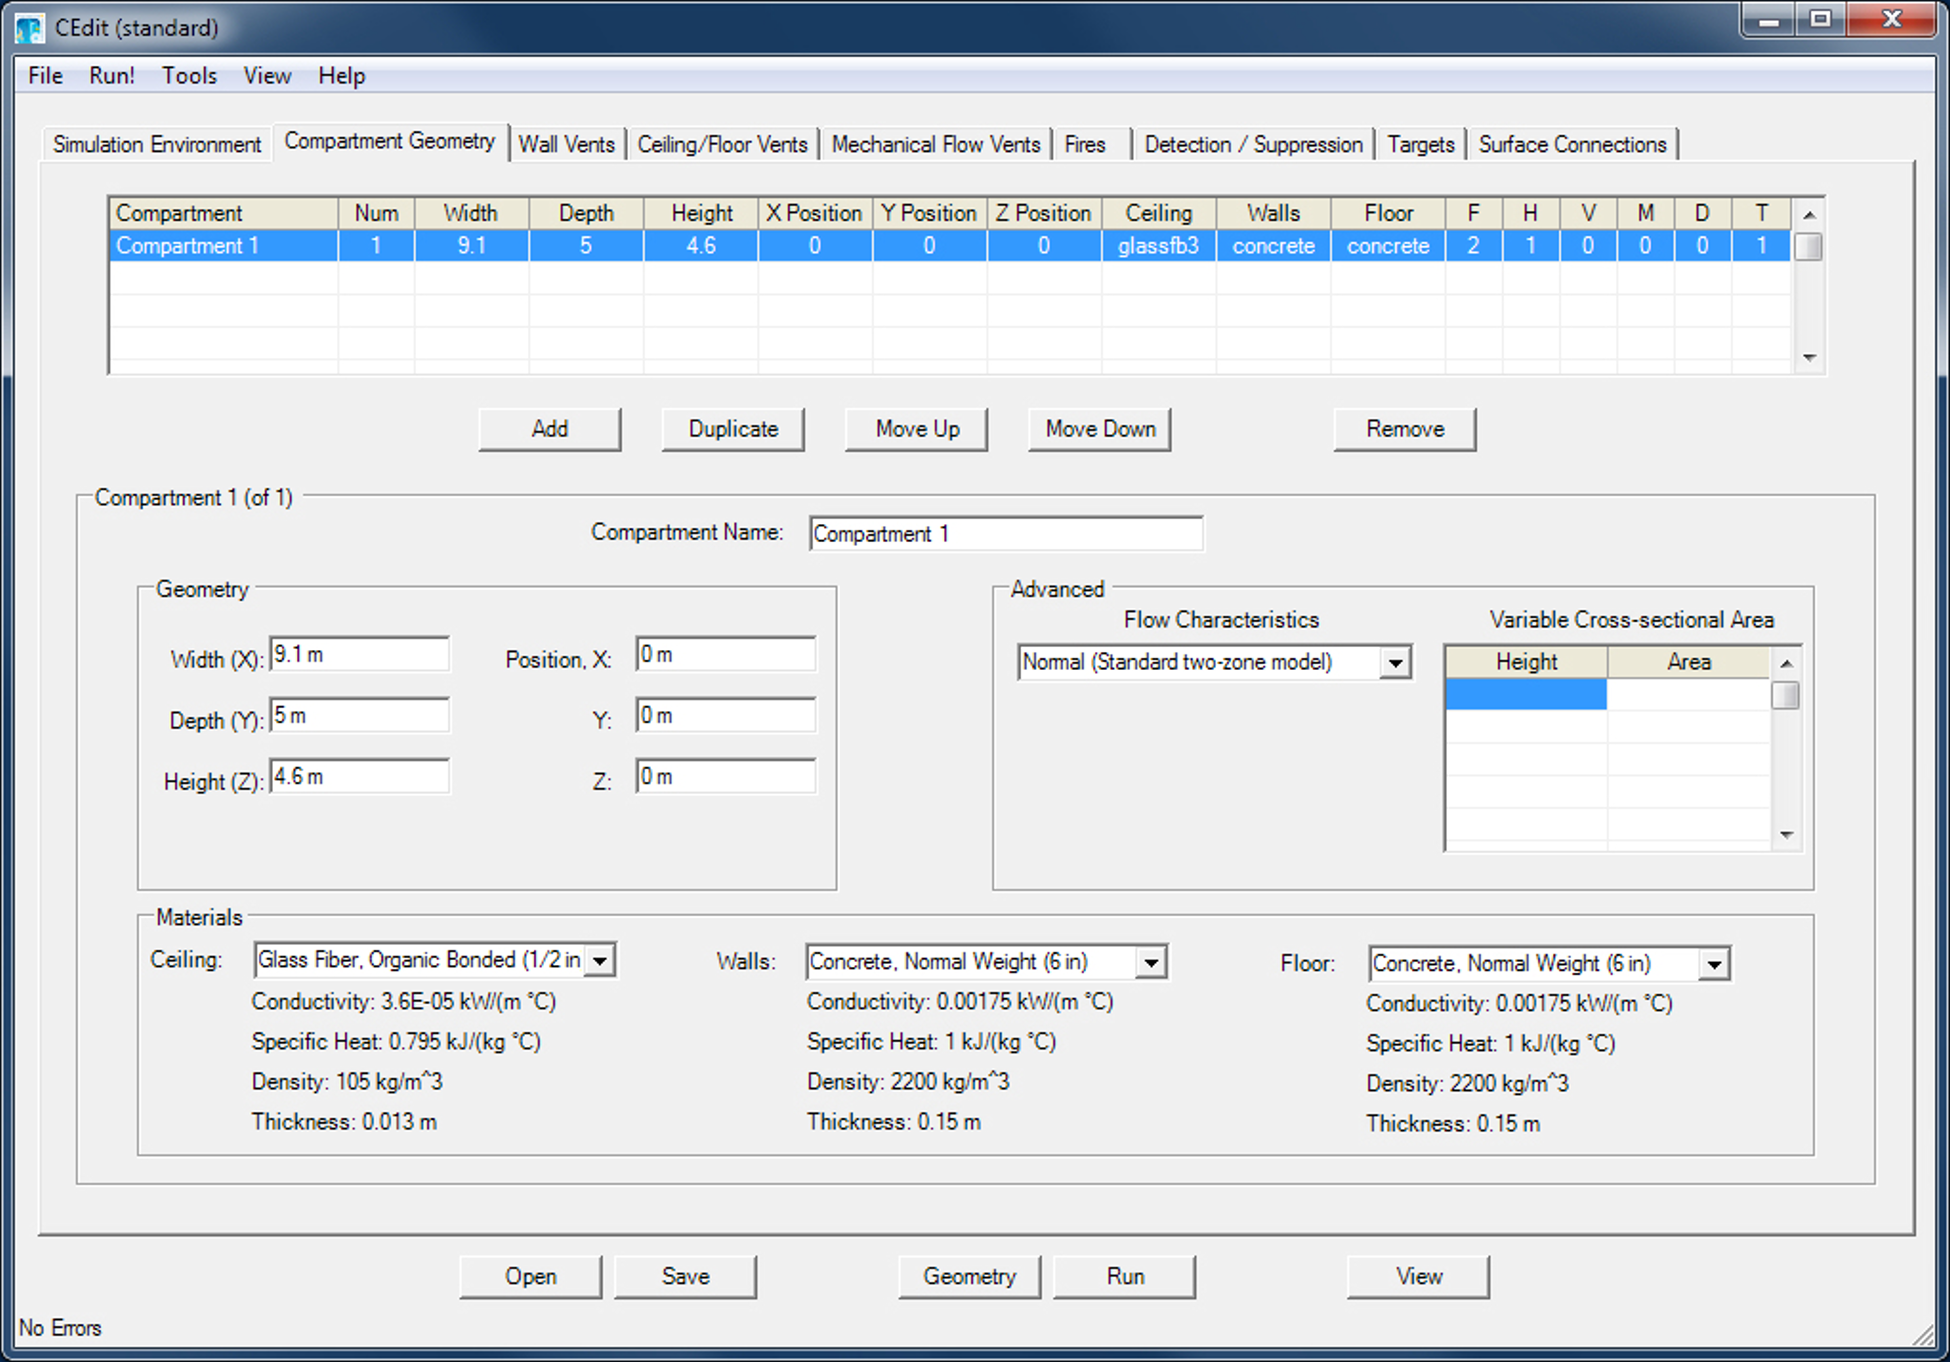 CEdit (standard)
File Run! Tools View Help
Simulation Environment Compartment Geometry Wall Vents Ceiling/Floor Vents Mechanical Flow Vents Fires Detection / Suppression Targets Surface Connections
Compartment Num Width Depth Height X Position Y Position Z Position Ceiling Walls Floor F H V M D T
Compartment 1 1 9.1 5 4.6 0 0 0 glassfb3 concrete concrete 2 1 0 0 0 1
Add Duplicate Move Up Move Down Remove
Compartment 1 (of 1)
Compartment Name: Compartment 1
Geometry Advanced
Flow Characteristics Variable Cross-sectional Area
Width (X): 9.1 m Position, X: 0 m Normal (Standard two-zone model) Height Area
Depth (Y): 5 m Y: 0 m
Height (Z): 4.6 m Z: 0 m
Materials
Ceiling: Glass Fiber, Organic Bonded (1/2 in Walls: Concrete, Normal Weight (6 in) Floor: Concrete, Normal Weight (6 in)
Conductivity: 3.6E-05 kW/(m °C) Conductivity: 0.00175 kW/(m °C) Conductivity: 0.00175 kW/(m °C)
Specific Heat: 0.795 kJ/(kg °C) Specific Heat: 1 kJ/(kg °C) Specific Heat: 1 kJ/(kg °C)
Density: 105 kg/m^3 Density: 2200 kg/m^3 Density: 2200 kg/m^3
Thickness: 0.013 m Thickness: 0.15 m Thickness: 0.15 m
Open Save Geometry Run View
No Errors